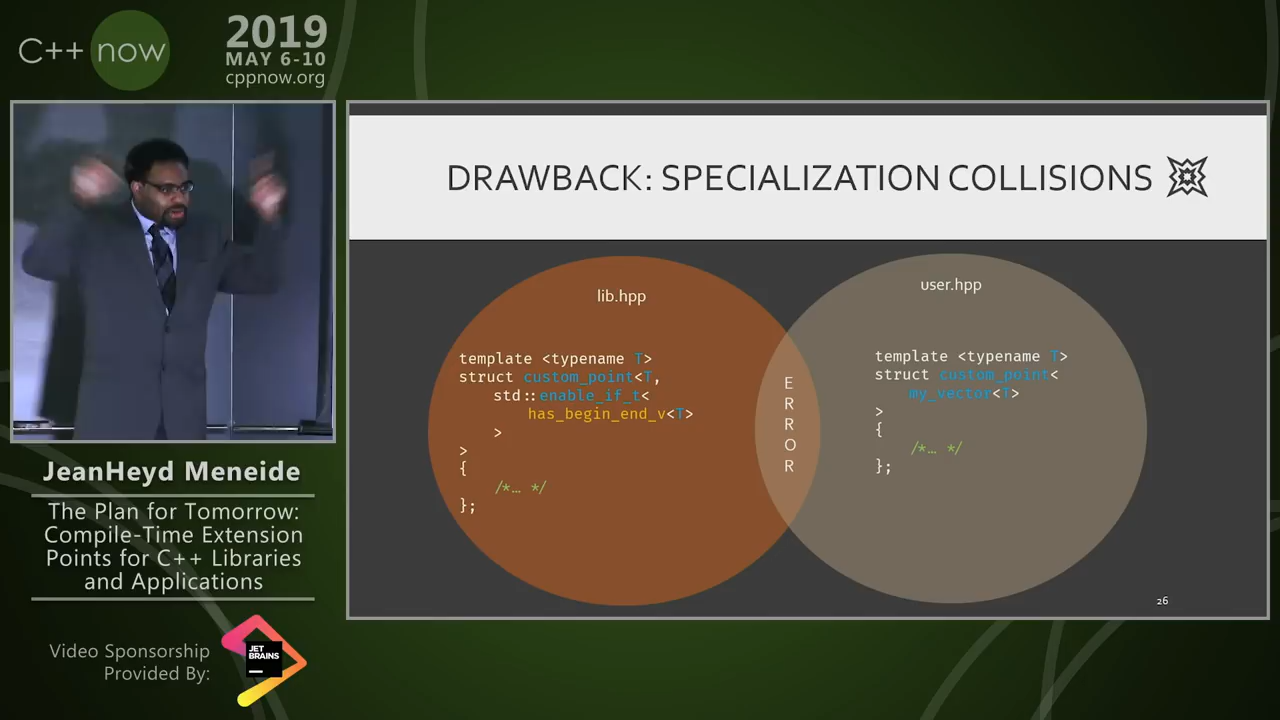 C++ now
2019
MAY 6-10
cppnow.org
DRAWBACK: SPECIALIZATION COLLISIONS
lib.hpp
template <typename T>
struct custom_point<T,
std::enable_if_t<
has_begin_end_v<T>
>
>
{
/*… */
};
E
R
R
O
R
user.hpp
template <typename T>
struct custom_point<
my_vector<T>
>
{
/*… */
};
26
JeanHeyd Meneide
The Plan for Tomorrow:
Compile-Time Extension
Points for C++ Libraries
and Applications
Video Sponsorship
Provided By:
JET
BRAINS